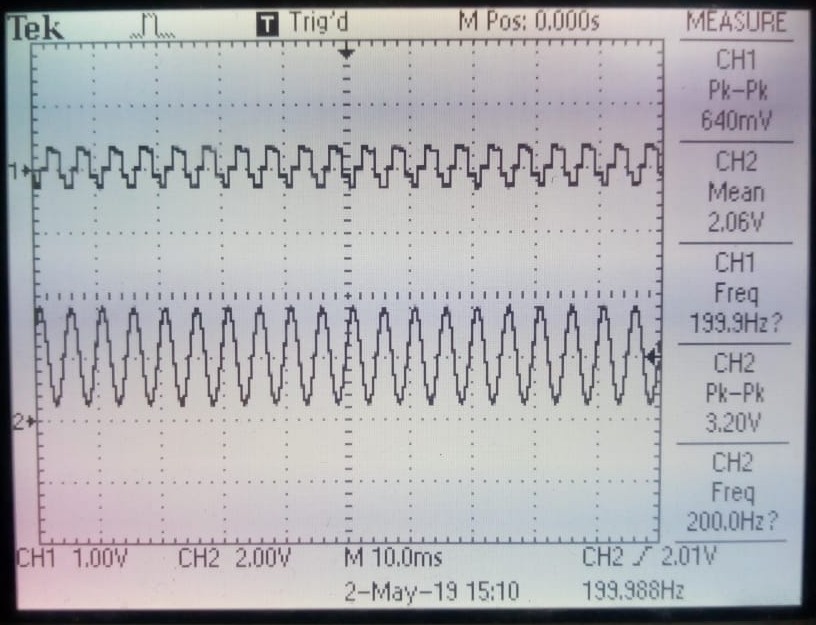 Tek T Trig'd M Pos: 0.000s MEASURE
CH1
Pk-Pk
640mV
CH2
Mean
2.06V
CH1
Freq
199.9Hz?
CH2
Pk-Pk
3.20V
CH2
Freq
200.0Hz?
1
2
CH1 1.00V CH2 2.00V M 10.0ms CH2 2.01V
2-May-19 15:10 199.988Hz